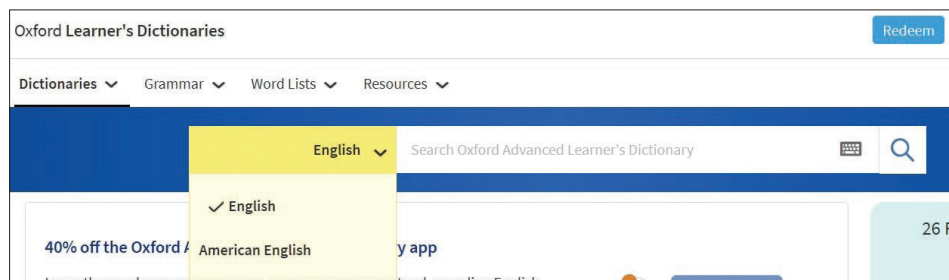 Oxford Learner's Dictionaries
Redeem
Dictionaries Grammar Word Lists Resources
English Search Oxford Advanced Learner's Dictionary
English
26
40% off the Oxford A
y app
American English